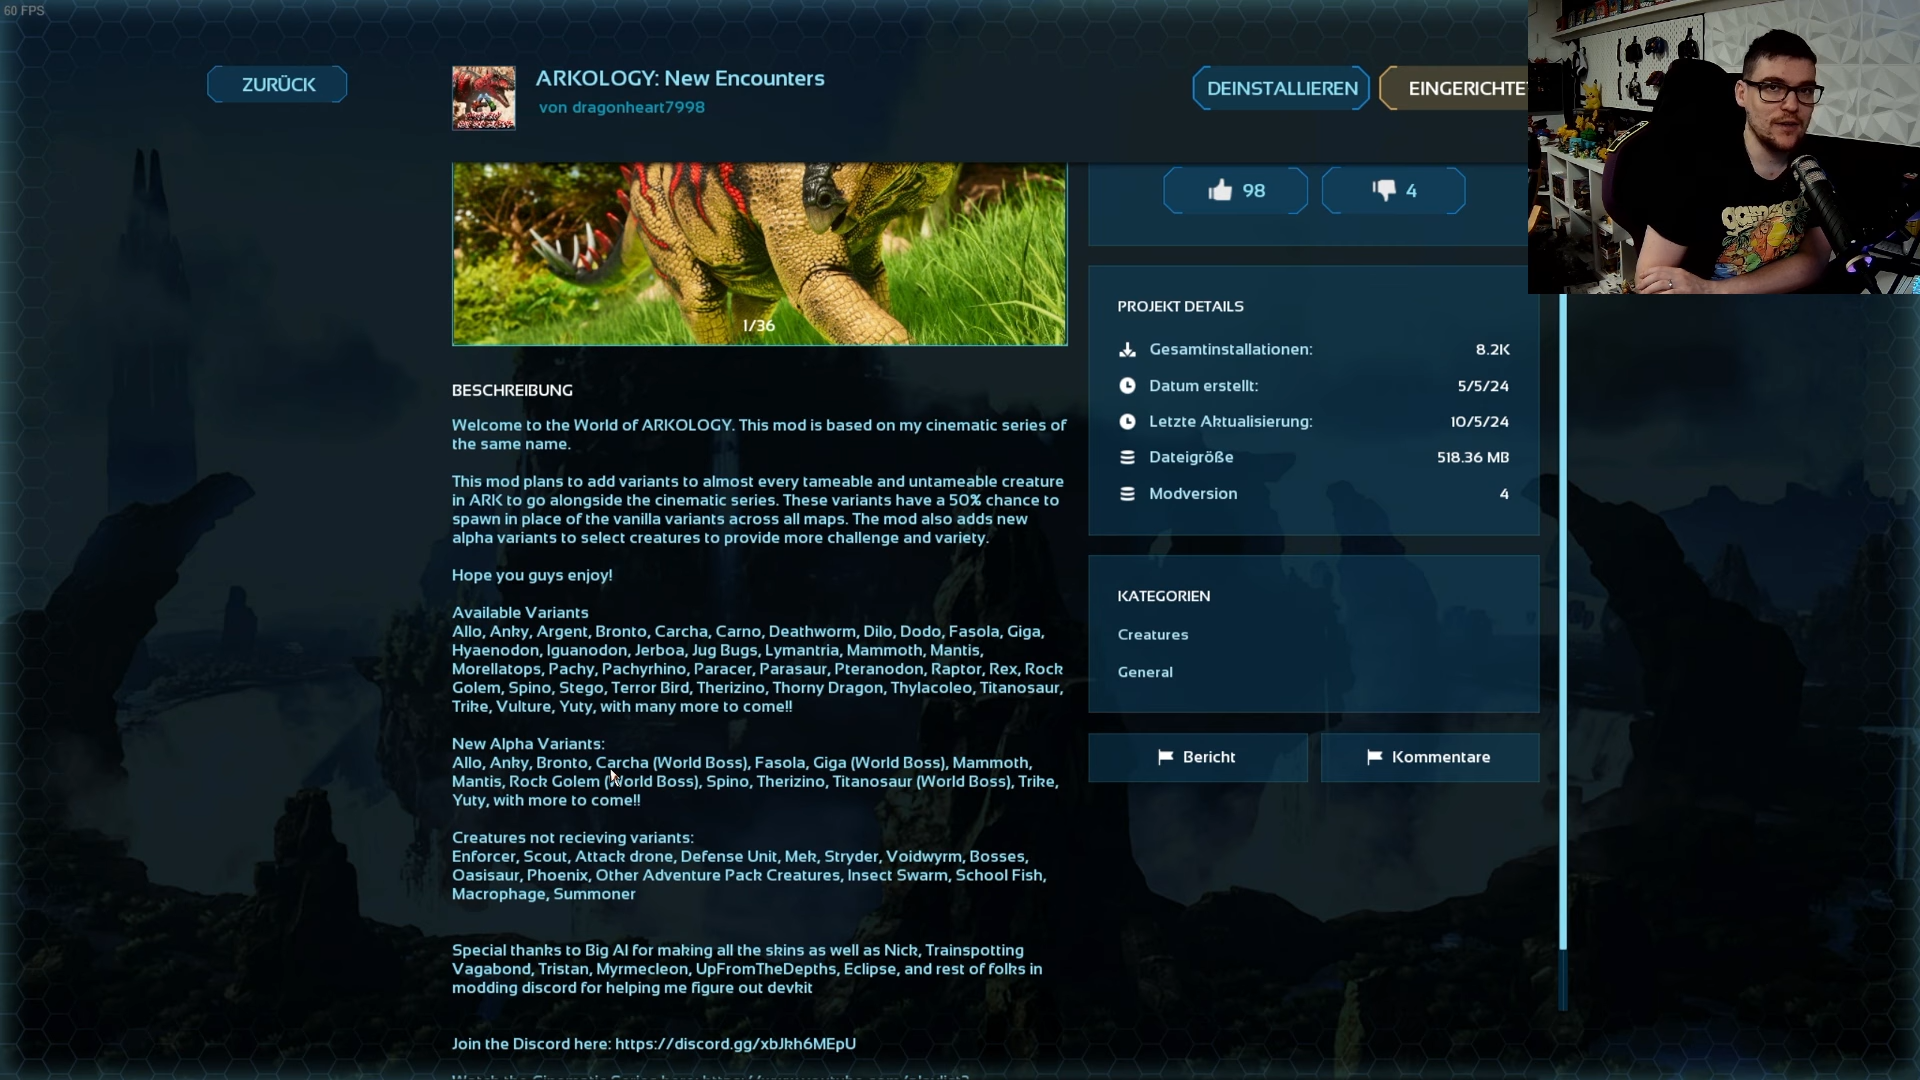 60 FPS
ZURÜCK
ARKOLOGY: New Encounters
von dragonheart7998
DEINSTALLIEREN
EINGERICHTE
98
4
1/36
BESCHREIBUNG
Welcome to the World of ARKOLOGY. This mod is based on my cinematic series of
the same name.
This mod plans to add variants to almost every tameable and untameable creature
in ARK to go alongside the cinematic series. These variants have a 50% chance to
spawn in place of the vanilla variants across all maps. The mod also adds new
alpha variants to select creatures to provide more challenge and variety.
Hope you guys enjoy!
Available Variants
Allo, Anky, Argent, Bronto, Carcha, Carno, Deathworm, Dilo, Dodo, Fasola, Giga,
Hyaenodon, Iguanodon, Jerboa, Jug Bugs, Lymantria, Mammoth, Mantis,
Morellatops, Pachy, Pachyrhino, Paracer, Parasaur, Pteranodon, Raptor, Rex, Rock
Golem, Spino, Stego, Terror Bird, Therizino, Thorny Dragon, Thylacoleo, Titanosaur,
Trike, Vulture, Yuty, with many more to come!!
New Alpha Variants:
Allo, Anky, Bronto, Carcha (World Boss), Fasola, Giga (World Boss), Mammoth,
Mantis, Rock Golem (World Boss), Spino, Therizino, Titanosaur (World Boss), Trike,
Yuty, with more to come!!
Creatures not recieving variants:
Enforcer, Scout, Attack drone, Defense Unit, Mek, Stryder, Voidwyrm, Bosses,
Oasisaur, Phoenix, Other Adventure Pack Creatures, Insect Swarm, School Fish,
Macrophage, Summoner
Special thanks to Big Al for making all the skins as well as Nick, Trainspotting
Vagabond, Tristan, Myrmecleon, UpFromTheDepths, Eclipse, and rest of folks in
modding discord for helping me figure out devkit
Join the Discord here: https://discord.gg/xbJkh6MEpU
PROJEKT DETAILS
Gesamtinstallationen: 8.2K
Datum erstellt: 5/5/24
Letzte Aktualisierung: 10/5/24
Dateigröße 518.36 MB
Modversion 4
KATEGORIEN
Creatures
General
Bericht
Kommentare